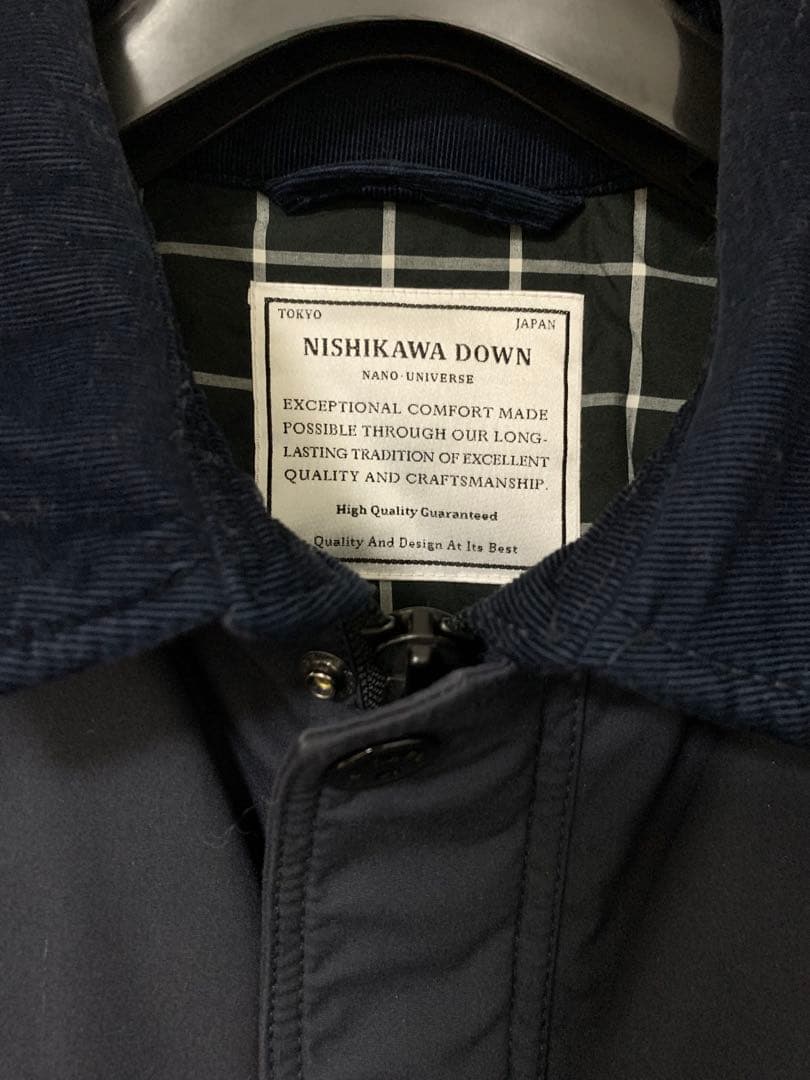 TOKYO
JAPAN
NISHIKAWA DOWN
NANO·UNIVERSE
EXCEPTIONAL COMFORT MADE
POSSIBLE THROUGH OUR LONG-
LASTING TRADITION OF EXCELLENT
QUALITY AND CRAFTSMANSHIP.
High Quality Guaranteed
Quality And Design At Its Best